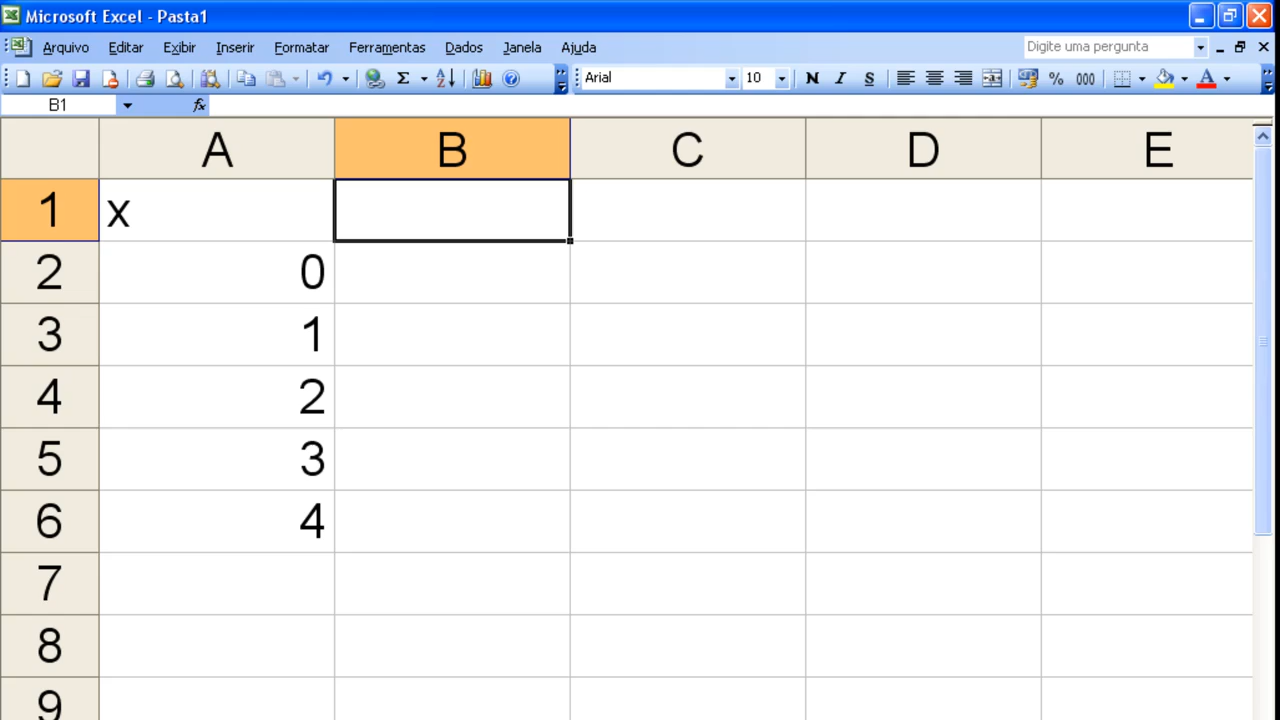 Microsoft Excel - Pasta1
Arquivo Editar Exibir Inserir Formatar Ferramentas Dados Janela Ajuda Digite uma pergunta
Σ Arial 10 N I S % 000 A
B1 fx
A B C D E
1 x
2 0
3 1
4 2
5 3
6 4
7
8
9